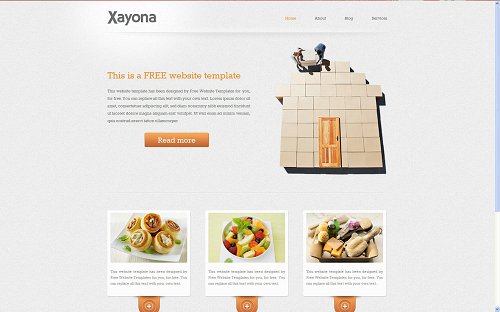 Xayona
Home About Blog Services
This is a FREE website template
This website template has been designed by Free Website Templates for you,
for free. You can replace all this text with your own text. Lorem ipsum dolor sit
amet, consectetuer adipiscing elit, sed diam nonummy nibh euismod tincidunt
ut laoreet dolore magna aliquam erat volutpat. Ut wisi enim ad minim veniam,
quis nostrud exerci tation ullamcorper.
Read more
This website template has been designed by
Free Website Templates for you, for free. You
can replace all this text with your own text.
This website template has been designed by
Free Website Templates for you, for free. You
can replace all this text with your own text.
This website template has been designed by
Free Website Templates for you, for free. You
can replace all this text with your own text.